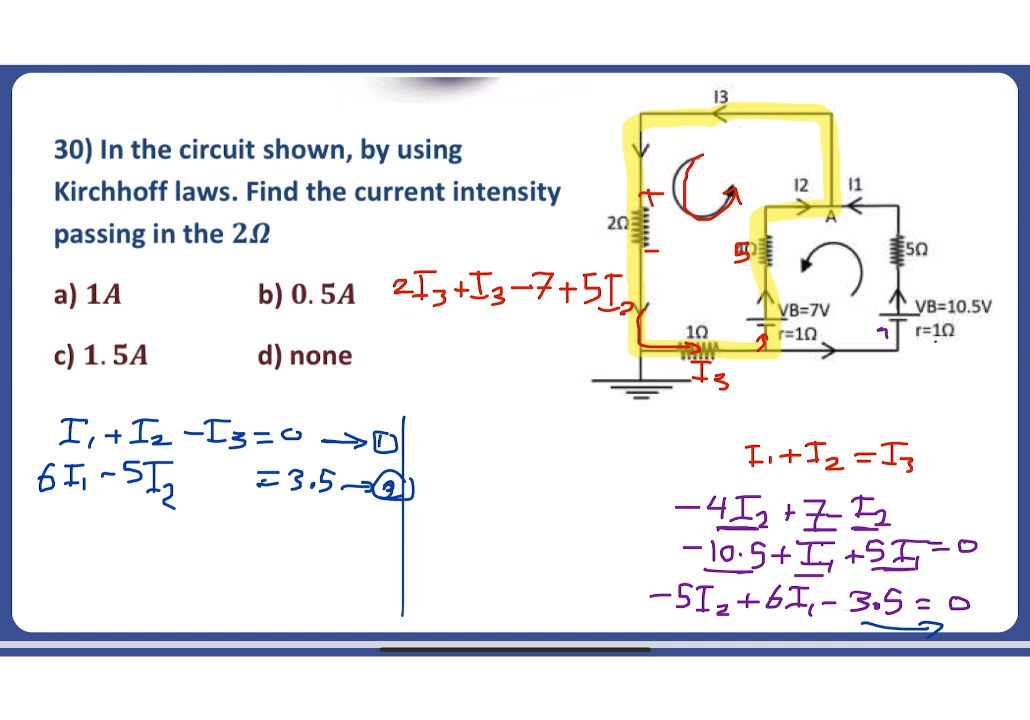 30) In the circuit shown, by using
Kirchhoff laws. Find the current intensity
passing in the 2Ω
a) 1A
b) 0.5A
c) 1.5A
d) none
I3
I2
I1
A
2Ω
+
−
5
5Ω
VB=7V
r=1Ω
VB=10.5V
r=1Ω
1Ω
I₃
2I₃+I₃−7+5I₂
I₁+I₂−I₃=0 →①
6I₁−5I₂ =3.5→②
I₁+I₂=I₃
−4I₂+7−I₂
−10.5+I₁+5I₁=0
−5I₂+6I₁−3.5=0